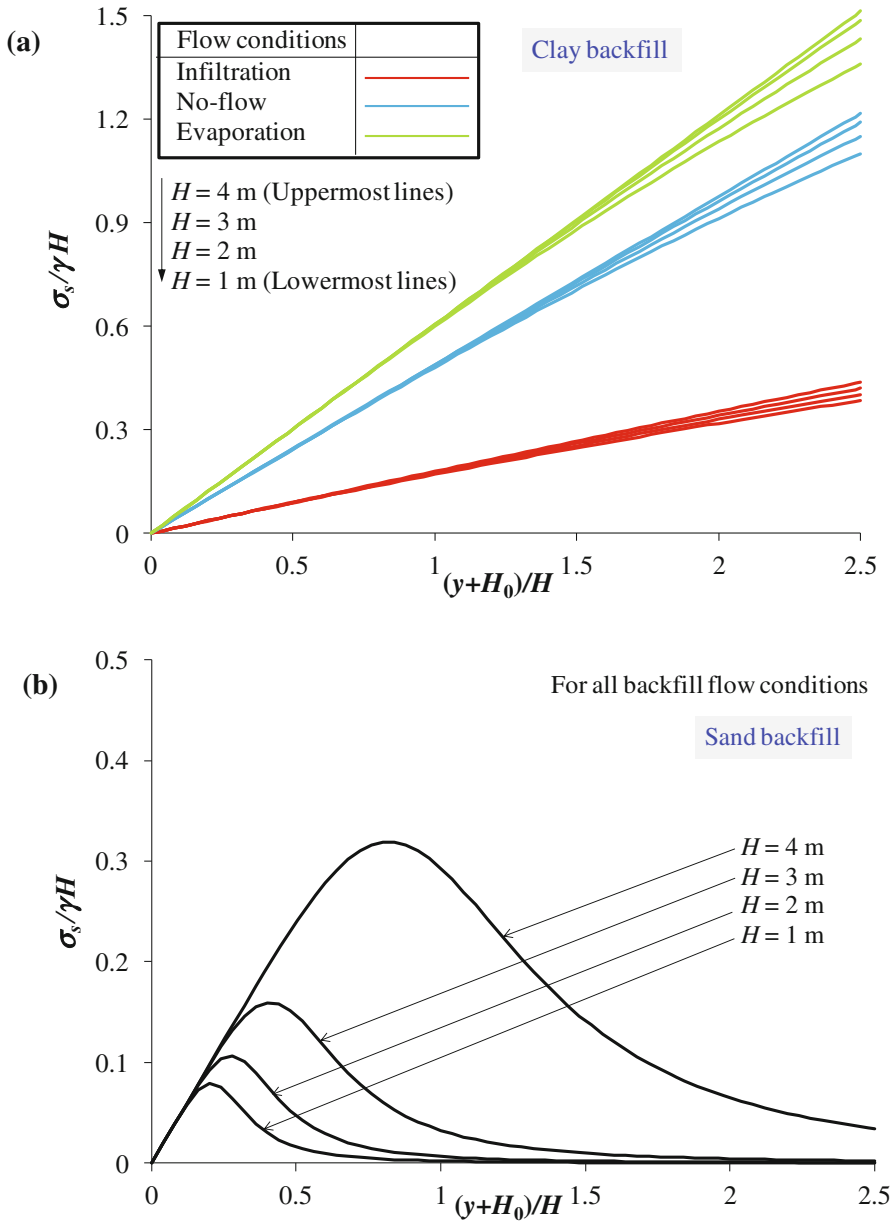 (a)
Flow conditions
Infiltration
No-flow
Evaporation
Clay backfill
H = 4 m (Uppermost lines)
H = 3 m
H = 2 m
H = 1 m (Lowermost lines)
σs/γ H
1.5
1.2
0.9
0.6
0.3
0
0 0.5 1 1.5 2 2.5
(y+H0)/H
(b)
For all backfill flow conditions
Sand backfill
H = 4 m
H = 3 m
H = 2 m
H = 1 m
σs/γH
0.5
0.4
0.3
0.2
0.1
0
0 0.5 1 1.5 2 2.5
(y+H0)/H